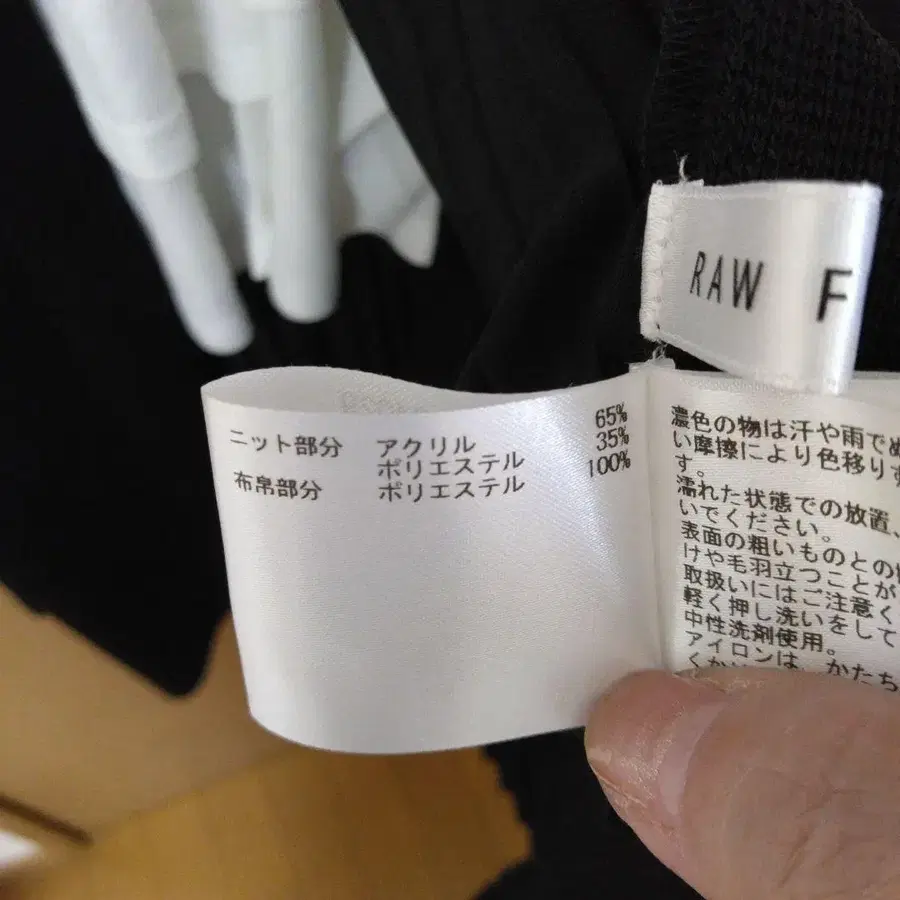 RAW F
ニット部分 アクリル 65%
ポリエステル 35%
布帛部分 ポリエステル 100%
濃色の物は汗や雨でぬ
い摩擦により色移りす
す。
濡れた状態での放置、
いでください。
表面の粗いものとの
けや毛羽立つことが
取扱いにはご注意く
軽く押し洗いをして
中性洗剤使用。
アイロンは、かたち